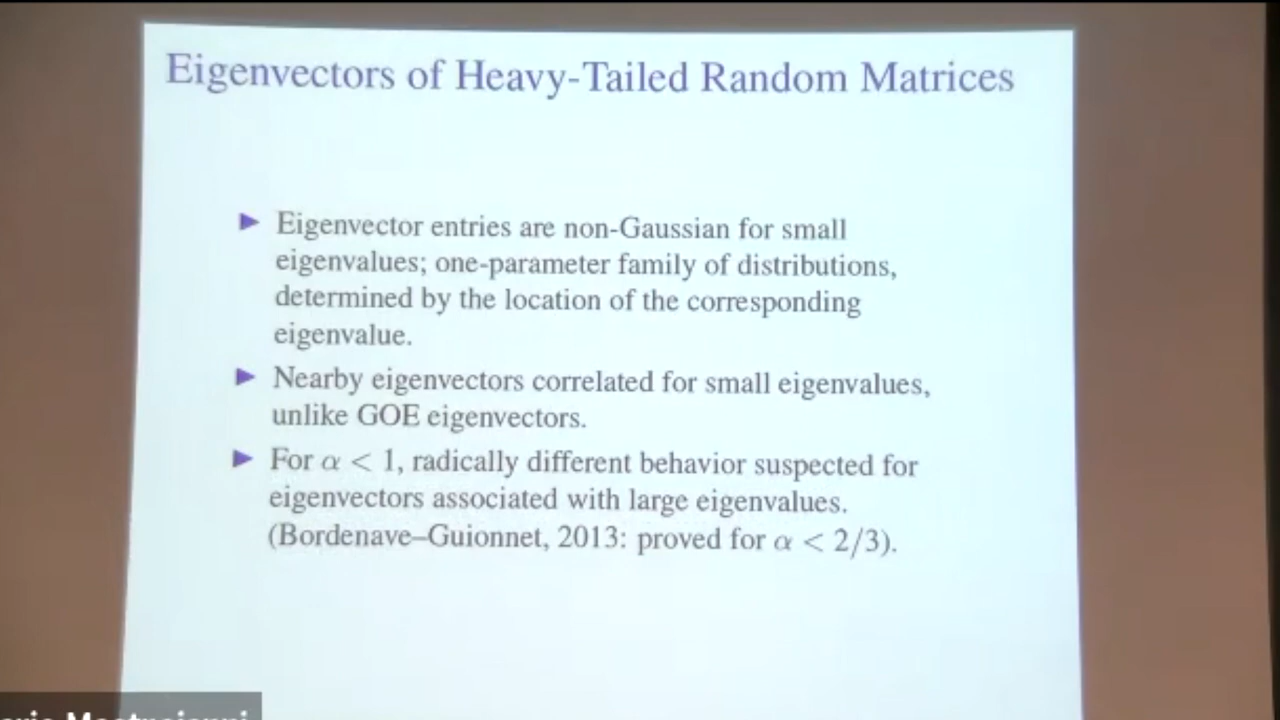 Eigenvectors of Heavy-Tailed Random Matrices
▶ Eigenvector entries are non-Gaussian for small
eigenvalues; one-parameter family of distributions,
determined by the location of the corresponding
eigenvalue.
▶ Nearby eigenvectors correlated for small eigenvalues,
unlike GOE eigenvectors.
▶ For α < 1, radically different behavior suspected for
eigenvectors associated with large eigenvalues.
(Bordenave–Guionnet, 2013: proved for α < 2/3).